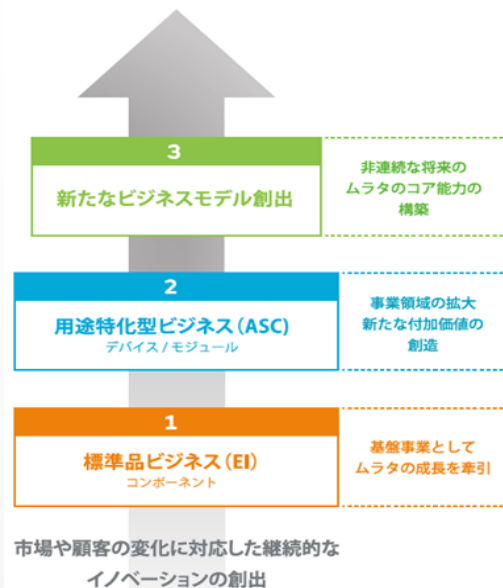 3
新たなビジネスモデル創出
非連続な将来の
ムラタのコア能力の
構築
2
用途特化型ビジネス(ASC)
デバイス / モジュール
事業領域の拡大
新たな付加価値の
創造
1
標準品ビジネス(EI)
コンポーネント
基盤事業として
ムラタの成長を牽引
市場や顧客の変化に対応した継続的な
イノベーションの創出